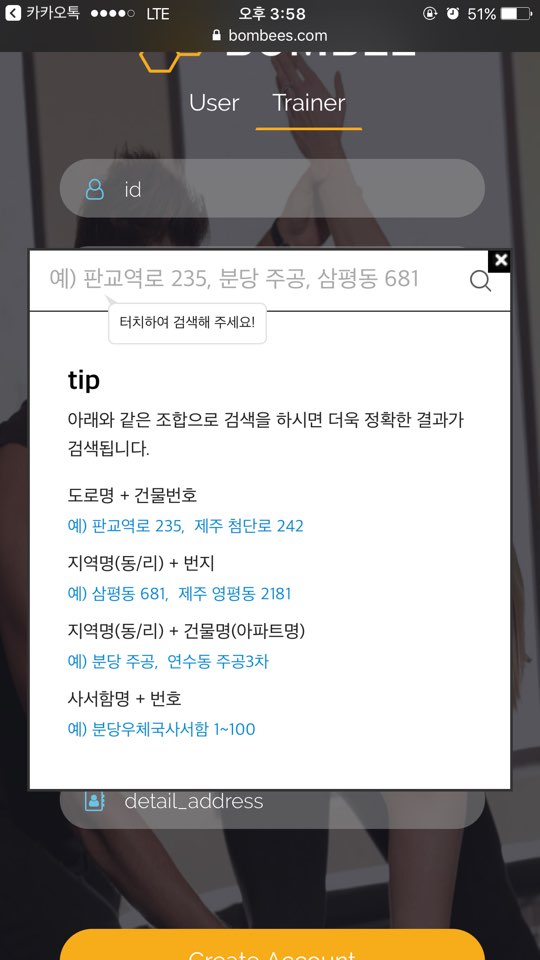 카카오톡 LTE 오후 3:58 51%
bombees.com
BOMBEE
User Trainer
id
예) 판교역로 235, 분당 주공, 삼평동 681
터치하여 검색해 주세요!
tip
아래와 같은 조합으로 검색을 하시면 더욱 정확한 결과가
검색됩니다.
도로명 + 건물번호
예) 판교역로 235, 제주 첨단로 242
지역명(동/리) + 번지
예) 삼평동 681, 제주 영평동 2181
지역명(동/리) + 건물명(아파트명)
예) 분당 주공, 연수동 주공3차
사서함명 + 번호
예) 분당우체국사서함 1~100
detail_address
Create Account